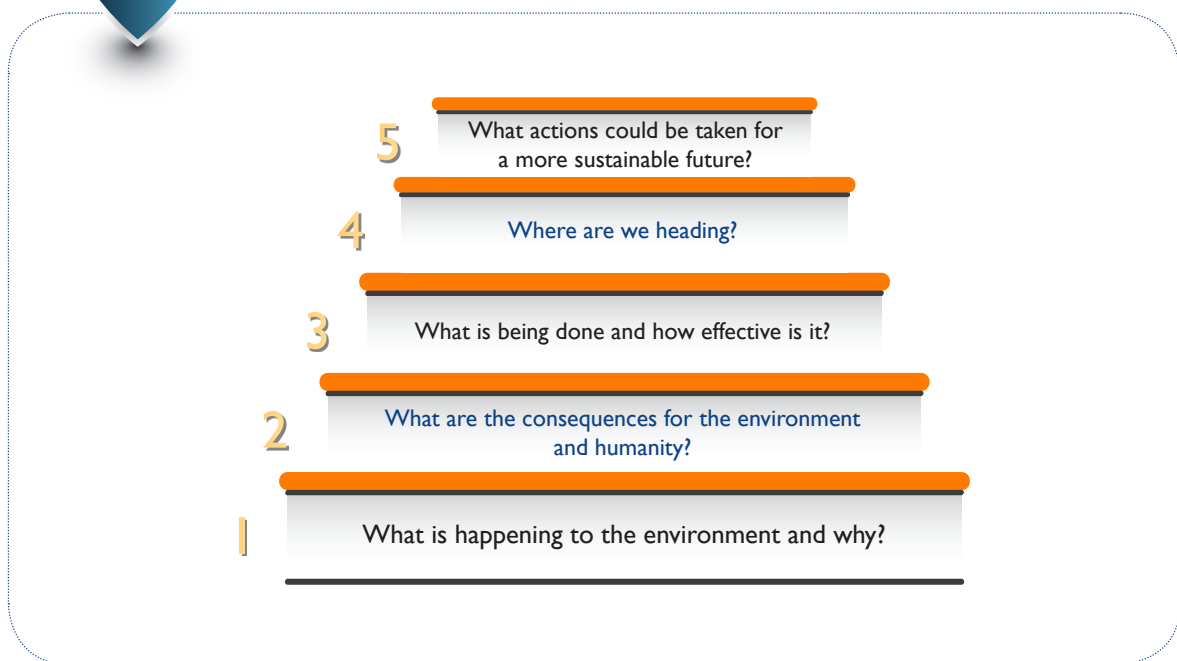 5
What actions could be taken for
a more sustainable future?
4
Where are we heading?
3
What is being done and how effective is it?
2
What are the consequences for the environment
and humanity?
1
What is happening to the environment and why?